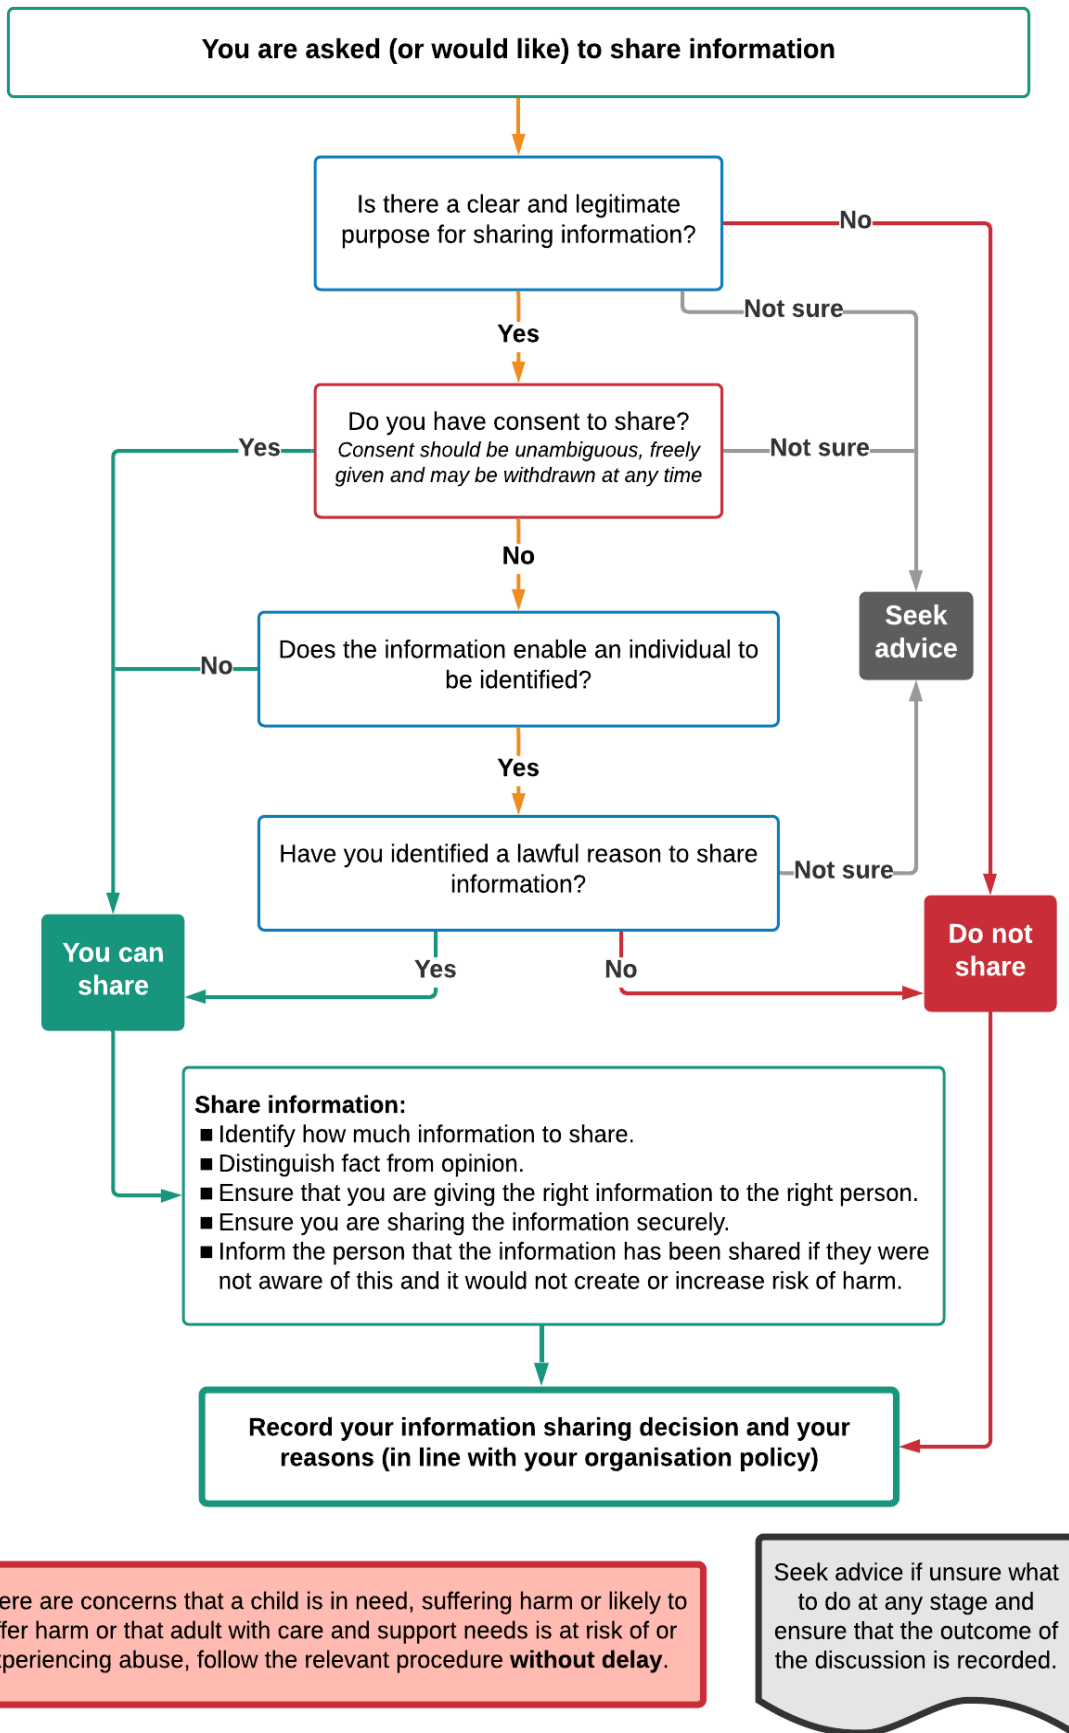 You are asked (or would like) to share information
Is there a clear and legitimate
purpose for sharing information?
No
Not sure
Yes
Do you have consent to share?
Consent should be unambiguous, freely
given and may be withdrawn at any time
Yes
Not sure
No
Seek
advice
Does the information enable an individual to
be identified?
No
Yes
Have you identified a lawful reason to share
information?
Not sure
You can
share
Yes
No
Do not
share
Share information:
■ Identify how much information to share.
■ Distinguish fact from opinion.
■ Ensure that you are giving the right information to the right person.
■ Ensure you are sharing the information securely.
■ Inform the person that the information has been shared if they were
not aware of this and it would not create or increase risk of harm.
Record your information sharing decision and your
reasons (in line with your organisation policy)
are concerns that a child is in need, suffering harm or likely to
harm or that adult with care and support needs is at risk of or
abuse, follow the relevant procedure without delay.
Seek advice if unsure what
to do at any stage and
ensure that the outcome of
the discussion is recorded.